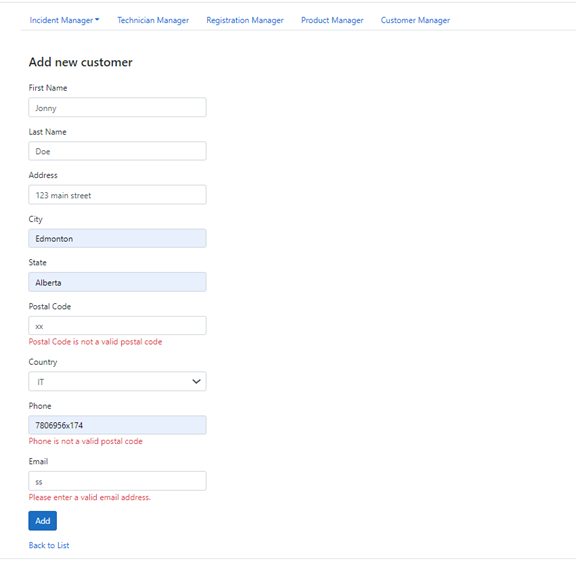 Incident Manager Technician Manager Registration Manager Product Manager Customer Manager
Add new customer
First Name
Jonny
Last Name
Doe
Address
123 main street
City
Edmonton
State
Alberta
Postal Code
xx
Postal Code is not a valid postal code
Country
IT
Phone
7806956x174
Phone is not a valid postal code
Email
ss
Please enter a valid email address.
Add
Back to List